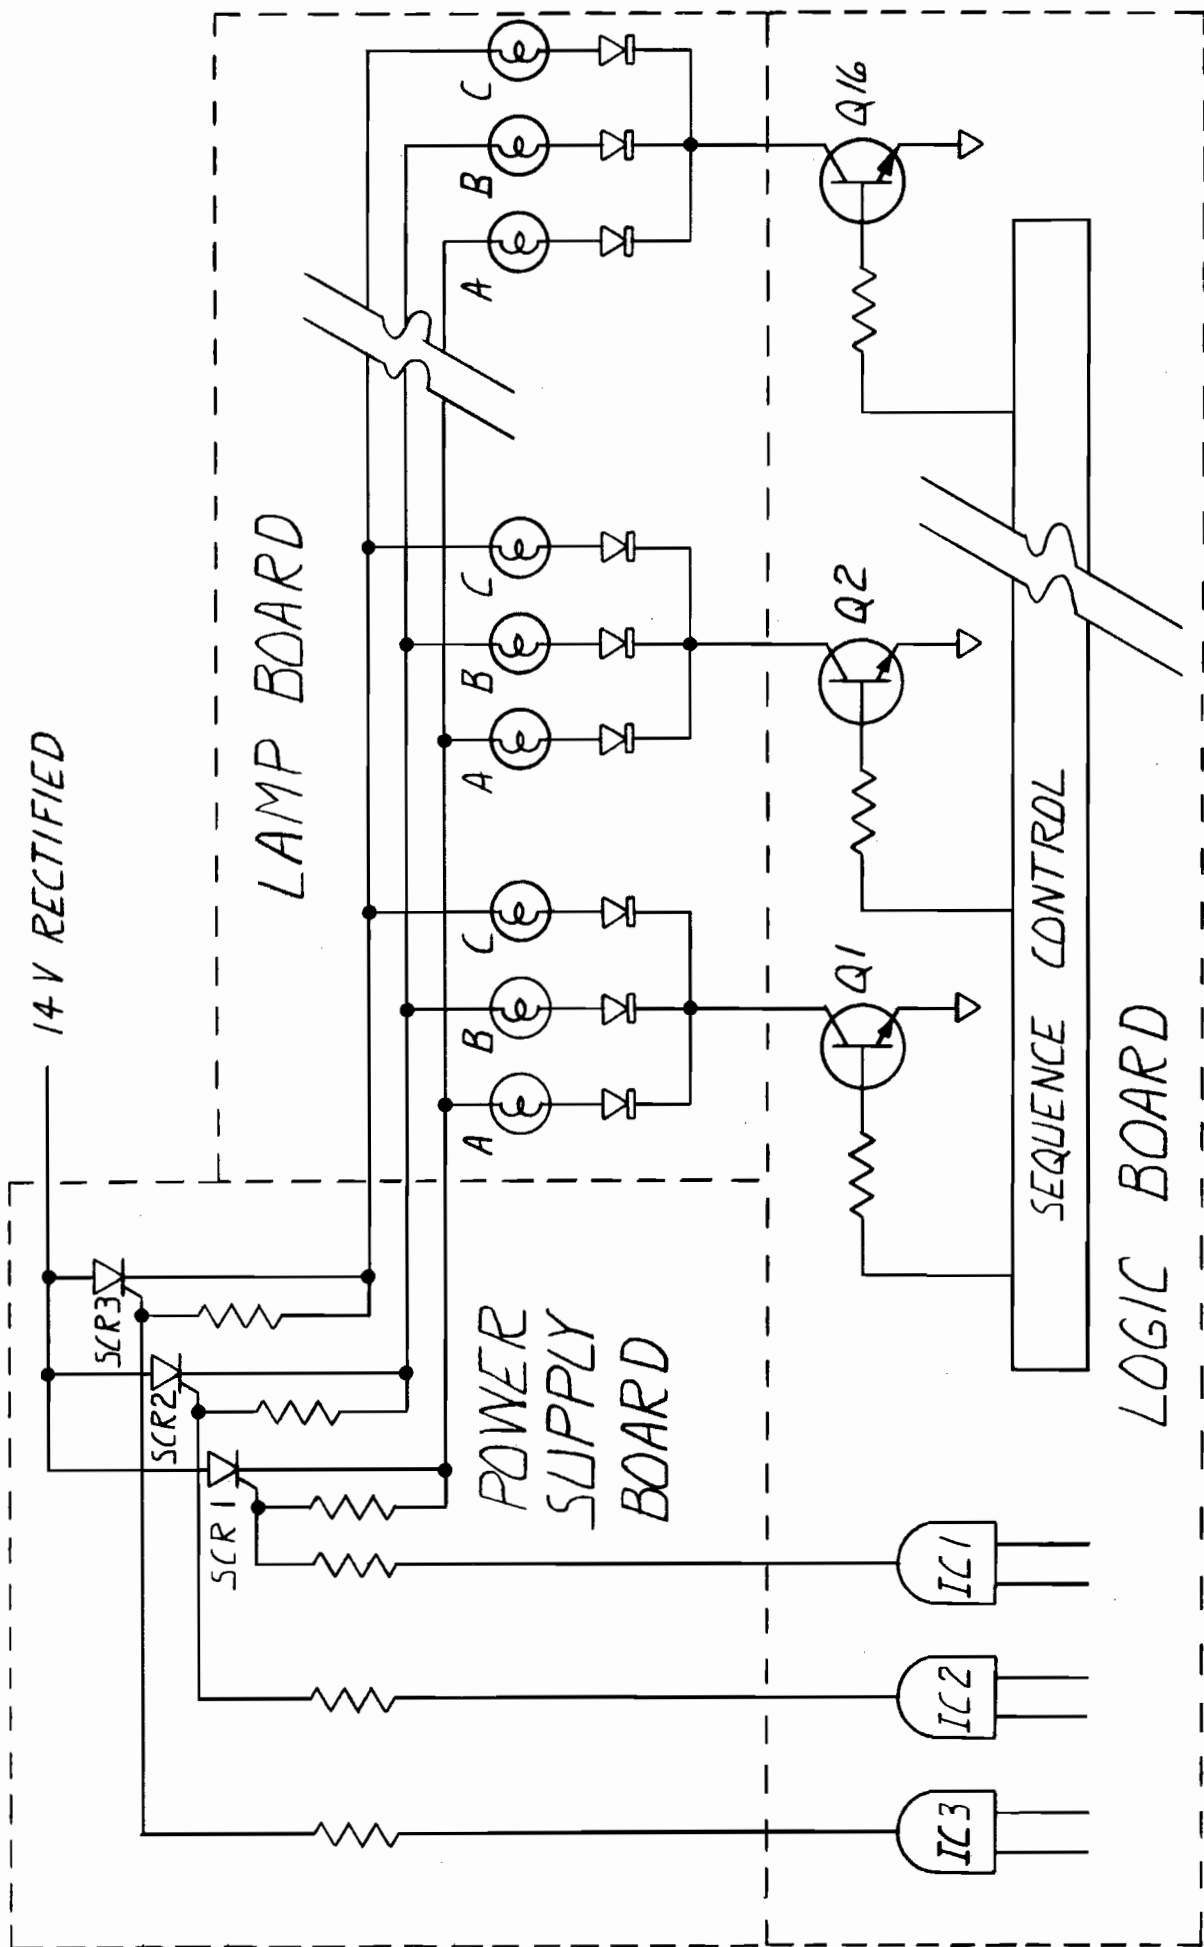 14V RECTIFIED
SCR3
SCR2
SCR1
POWER
SUPPLY
BOARD
LAMP BOARD
A
B
C
A
B
C
A
B
C
Q1
Q2
Q16
IC3
IC2
IC1
SEQUENCE CONTROL
LOGIC BOARD